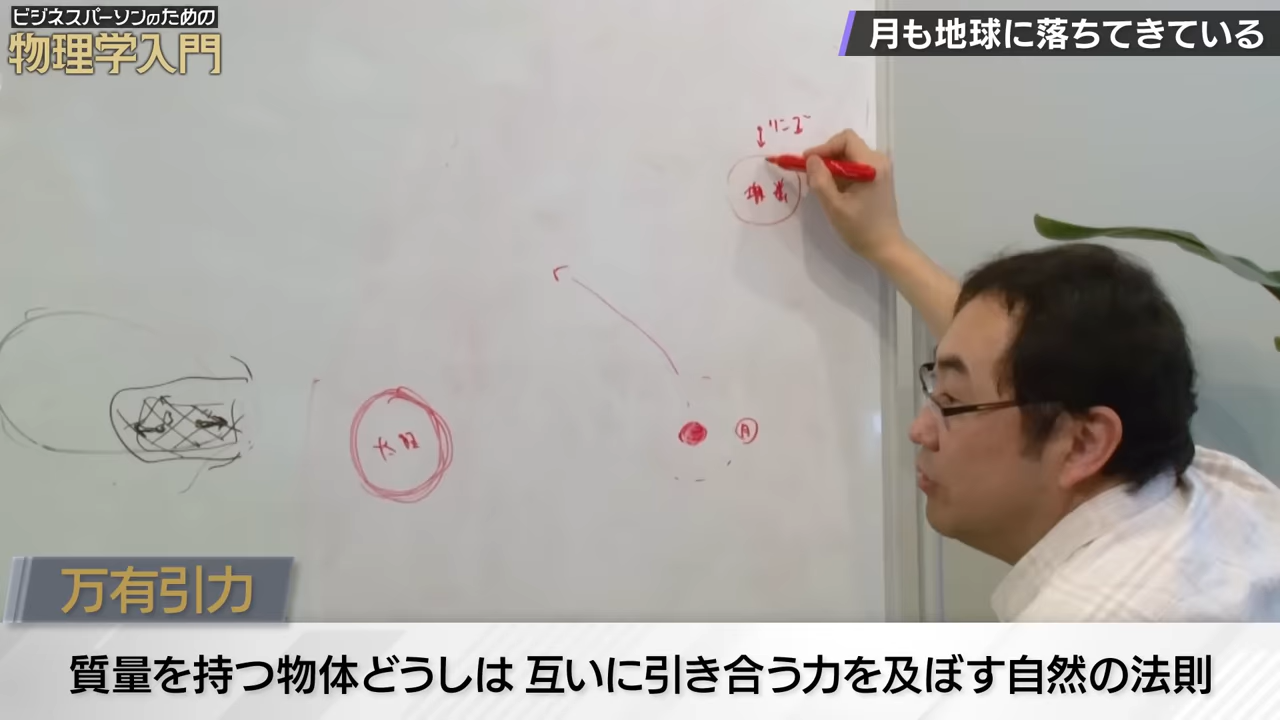 ビジネスパーソンのための
物理学入門
月も地球に落ちてきている
リンゴ
地球
太陽
A
万有引力
質量を持つ物体どうしは 互いに引き合う力を及ぼす自然の法則